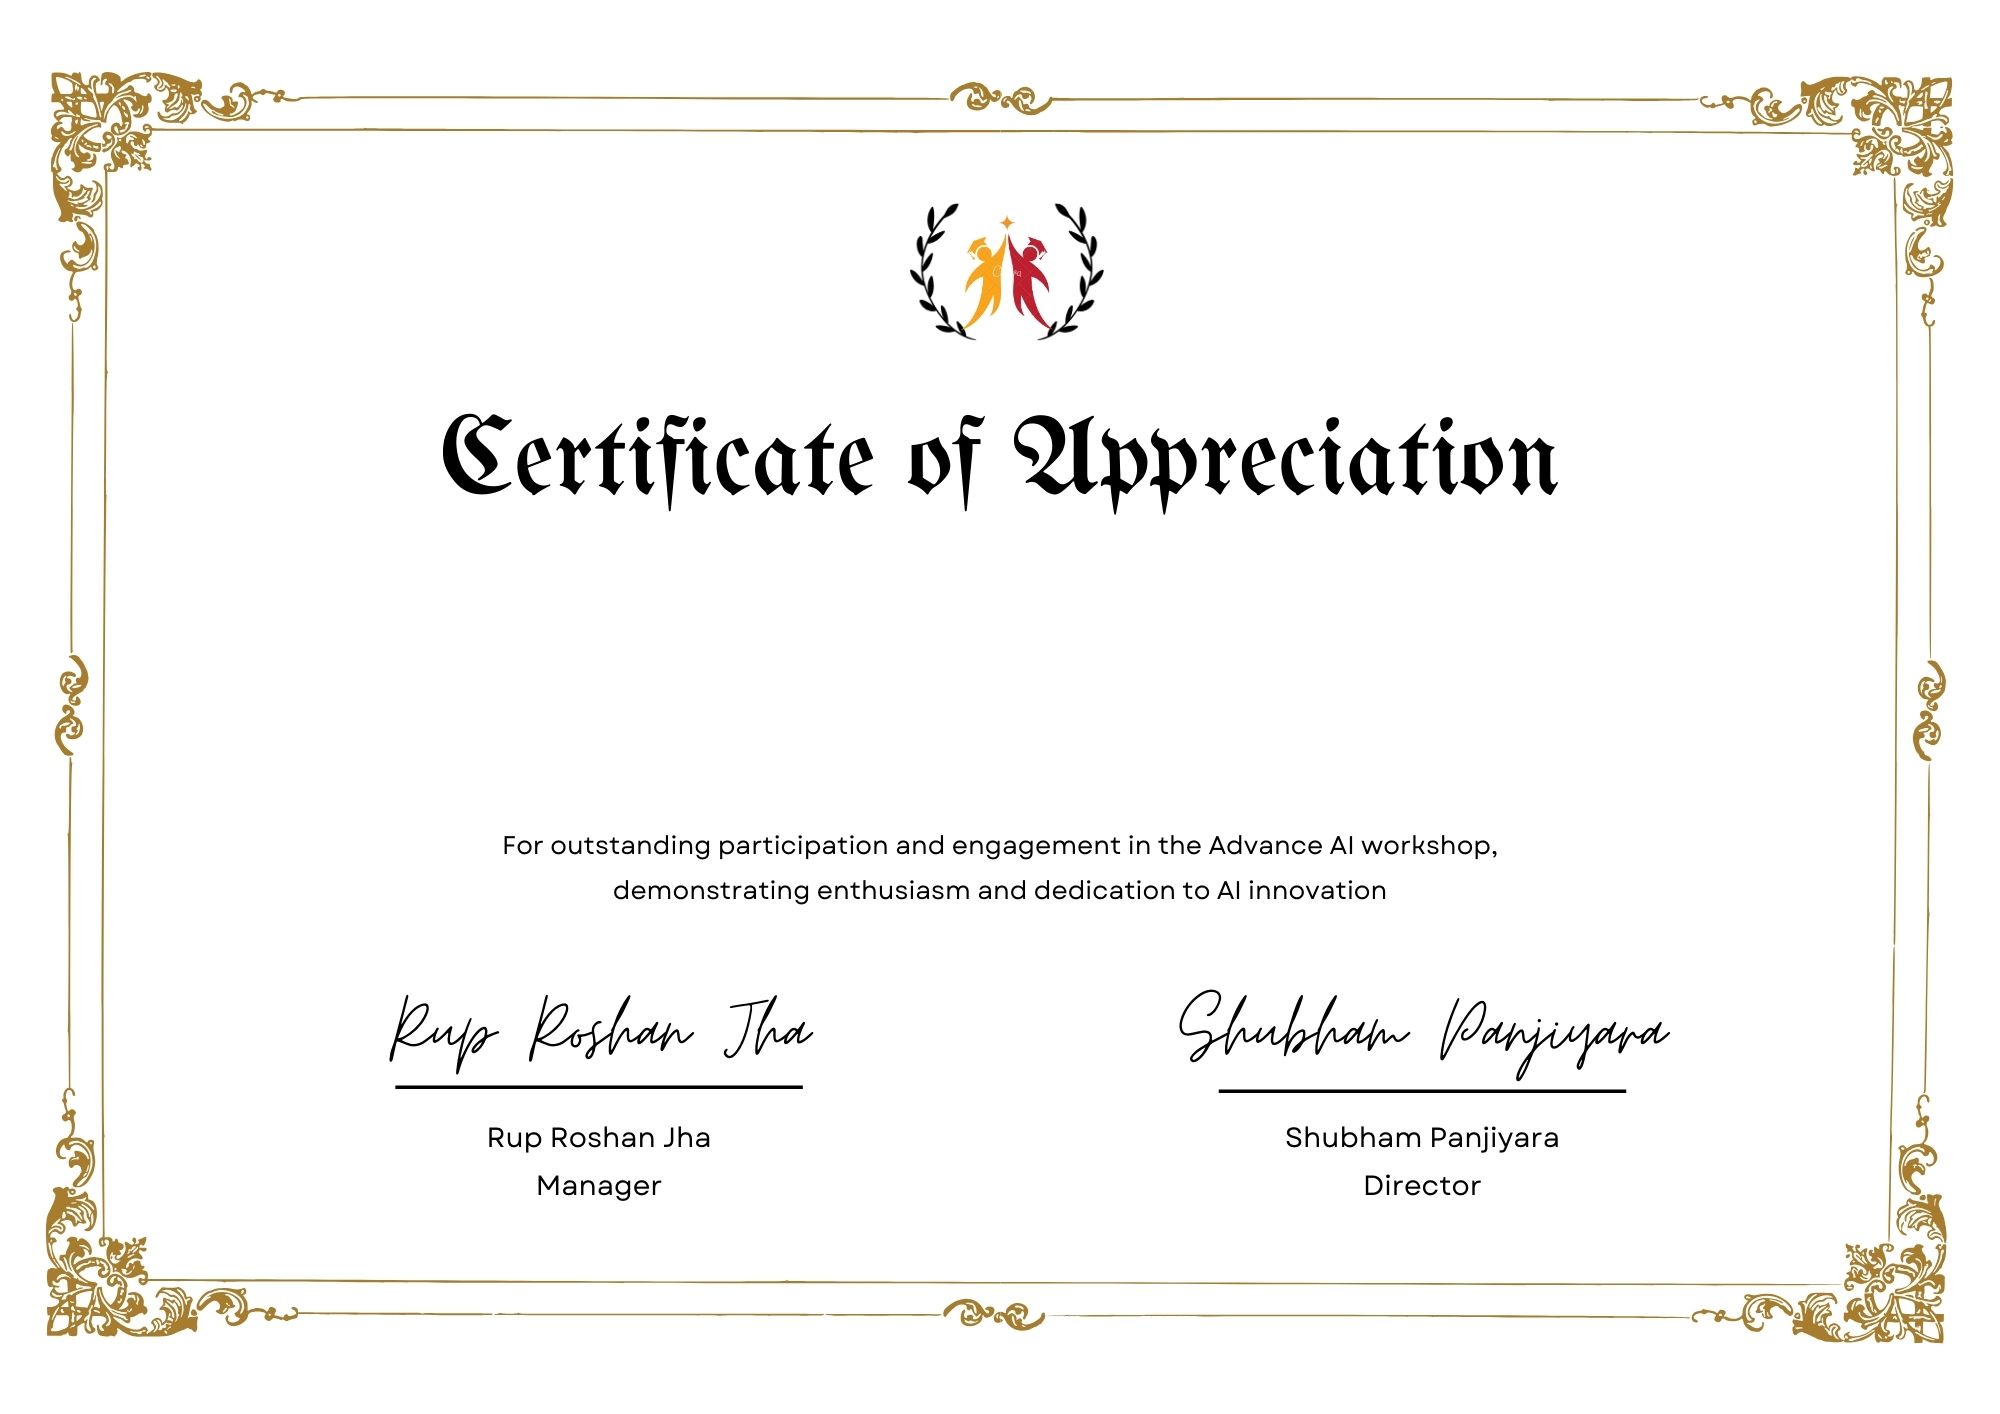 Certificate of Appreciation
For outstanding participation and engagement in the Advance AI workshop,
demonstrating enthusiasm and dedication to AI innovation
Rup Roshan Jha
Shubham Panjiyara
Rup Roshan Jha
Shubham Panjiyara
Manager
Director